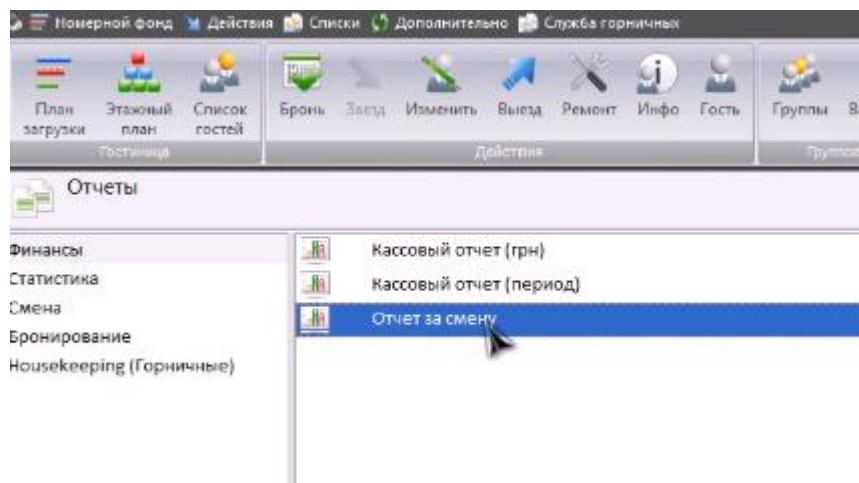 Номерной фонд Действия Списки Дополнительно Служба горничных
План загрузки
Этажный план
Список гостей
Бронь
Заезд
Изменить
Выезд
Ремонт
Инфо
Гость
Группы
Гостиница
Действия
Отчеты
Финансы
Статистика
Смена
Бронирование
Housekeeping (Горничные)
Кассовый отчет (грн)
Кассовый отчет (период)
Отчет за смену